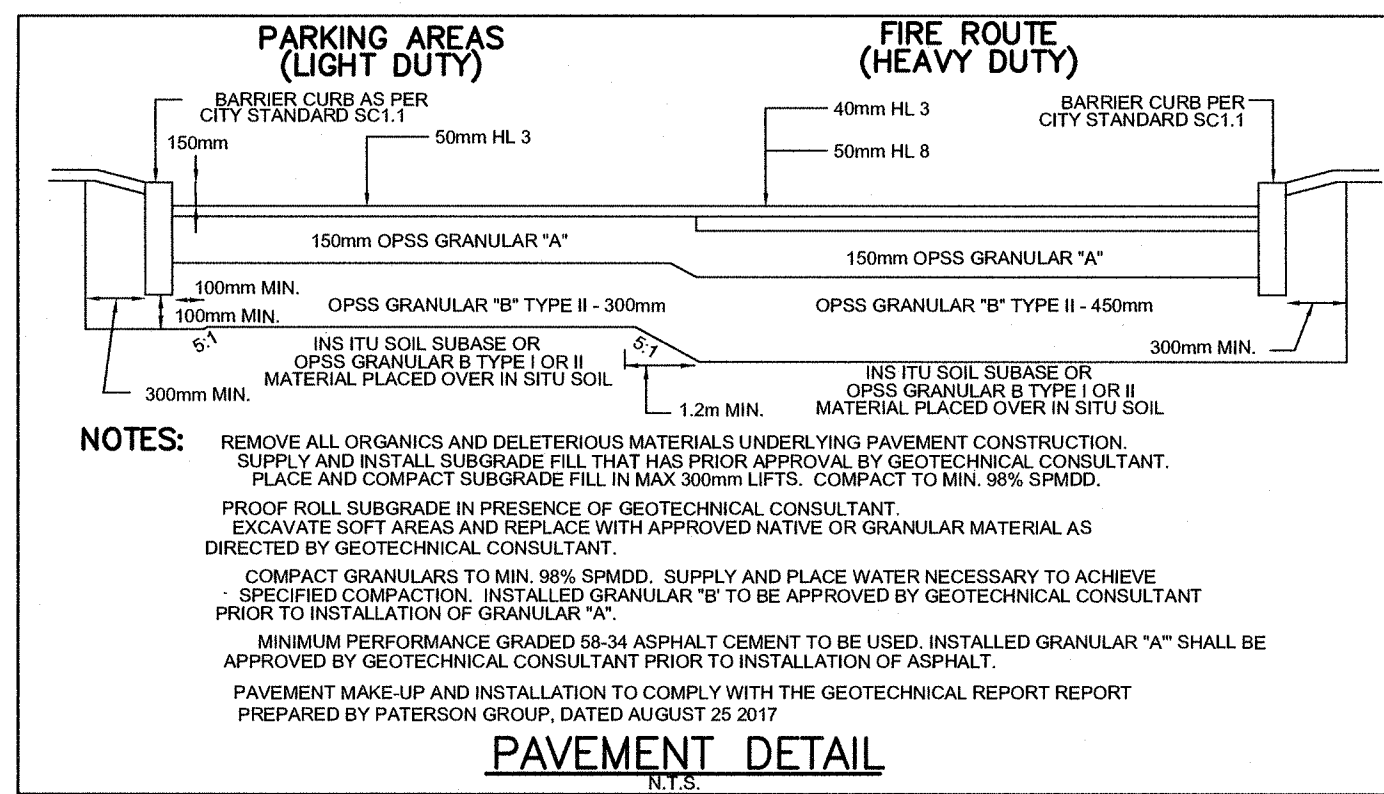 PARKING AREAS
(LIGHT DUTY)
FIRE ROUTE
(HEAVY DUTY)
BARRIER CURB AS PER
CITY STANDARD SC1.1
150mm
50mm HL 3
40mm HL 3
50mm HL 8
BARRIER CURB PER
CITY STANDARD SC1.1
150mm OPSS GRANULAR "A"
150mm OPSS GRANULAR "A"
100mm MIN.
100mm MIN.
OPSS GRANULAR "B" TYPE II - 300mm
OPSS GRANULAR "B" TYPE II - 450mm
5:1
INS ITU SOIL SUBASE OR
OPSS GRANULAR B TYPE I OR II
MATERIAL PLACED OVER IN SITU SOIL
5:1
300mm MIN.
300mm MIN.
1.2m MIN.
INS ITU SOIL SUBASE OR
OPSS GRANULAR B TYPE I OR II
MATERIAL PLACED OVER IN SITU SOIL
NOTES:
REMOVE ALL ORGANICS AND DELETERIOUS MATERIALS UNDERLYING PAVEMENT CONSTRUCTION.
SUPPLY AND INSTALL SUBGRADE FILL THAT HAS PRIOR APPROVAL BY GEOTECHNICAL CONSULTANT.
PLACE AND COMPACT SUBGRADE FILL IN MAX 300mm LIFTS. COMPACT TO MIN. 98% SPMDD.
PROOF ROLL SUBGRADE IN PRESENCE OF GEOTECHNICAL CONSULTANT.
EXCAVATE SOFT AREAS AND REPLACE WITH APPROVED NATIVE OR GRANULAR MATERIAL AS
DIRECTED BY GEOTECHNICAL CONSULTANT.
COMPACT GRANULARS TO MIN. 98% SPMDD. SUPPLY AND PLACE WATER NECESSARY TO ACHIEVE
SPECIFIED COMPACTION. INSTALLED GRANULAR "B' TO BE APPROVED BY GEOTECHNICAL CONSULTANT
PRIOR TO INSTALLATION OF GRANULAR "A".
MINIMUM PERFORMANCE GRADED 58-34 ASPHALT CEMENT TO BE USED. INSTALLED GRANULAR "A'" SHALL BE
APPROVED BY GEOTECHNICAL CONSULTANT PRIOR TO INSTALLATION OF ASPHALT.
PAVEMENT MAKE-UP AND INSTALLATION TO COMPLY WITH THE GEOTECHNICAL REPORT REPORT
PREPARED BY PATERSON GROUP, DATED AUGUST 25 2017
PAVEMENT DETAIL
N.T.S.